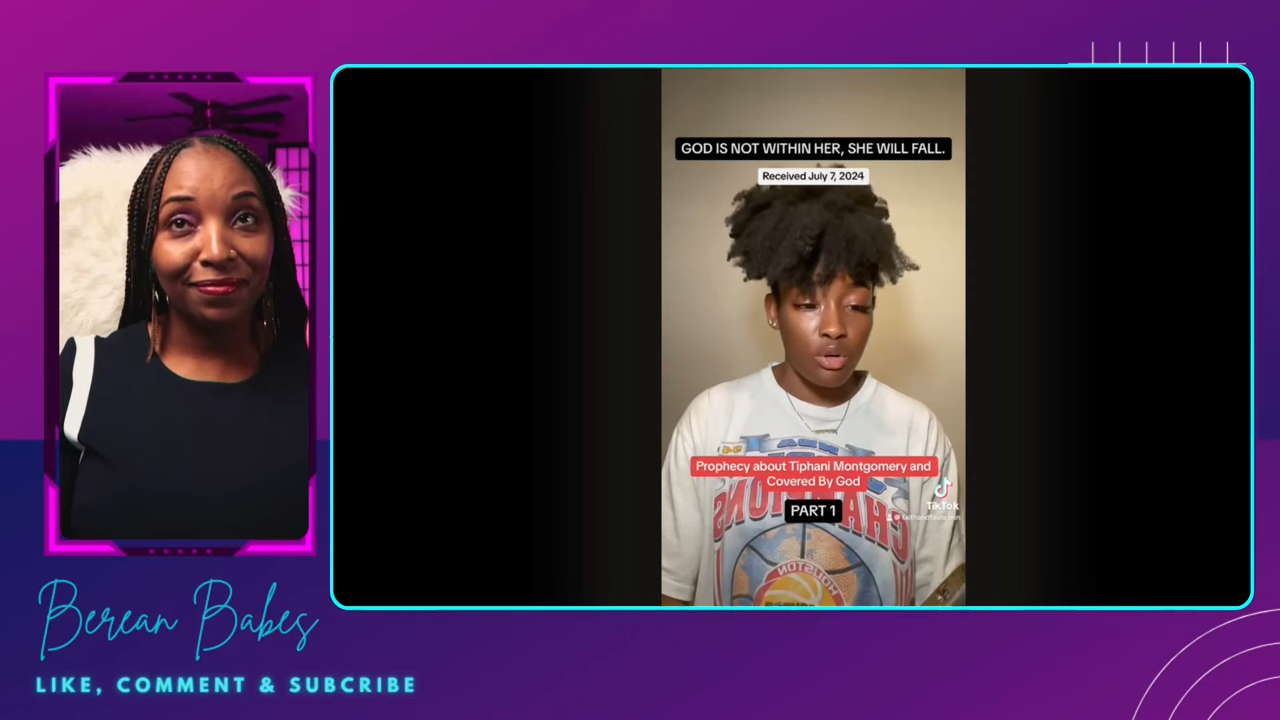 GOD IS NOT WITHIN HER, SHE WILL FALL.
Received July 7, 2024
Prophecy about Tiphani Montgomery and
Covered By God
PART 1
TikTok
HOUSTON
Berean Babes
LIKE, COMMENT & SUBCRIBE